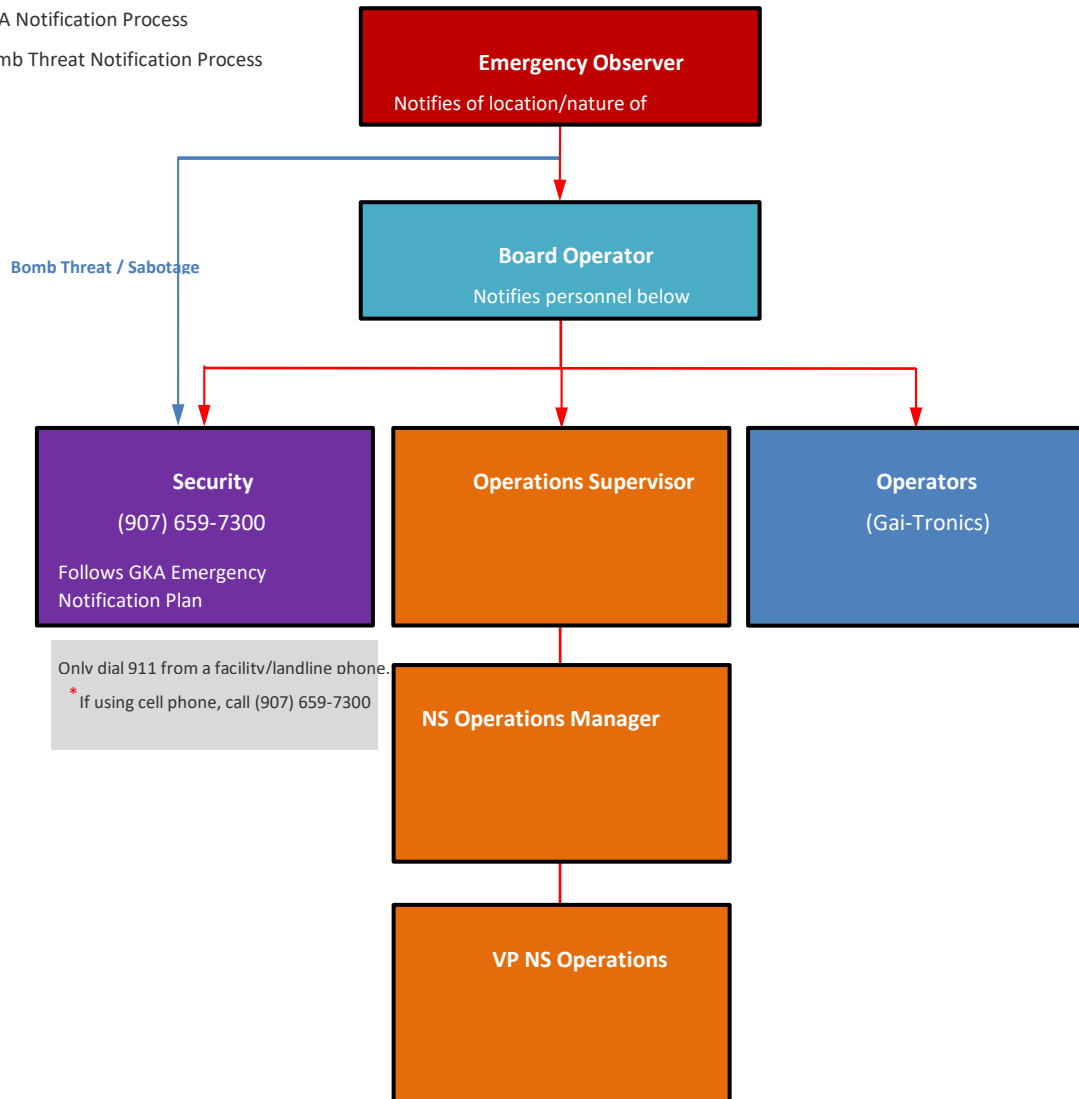 A Notification Process
mb Threat Notification Process
Emergency Observer
Notifies of location/nature of
Board Operator
Notifies personnel below
Bomb Threat / Sabotage
Security
(907) 659-7300
Follows GKA Emergency
Notification Plan
Operations Supervisor
Operators
(Gai-Tronics)
Only dial 911 from a facility/landline phone.
*If using cell phone, call (907) 659-7300
NS Operations Manager
VP NS Operations